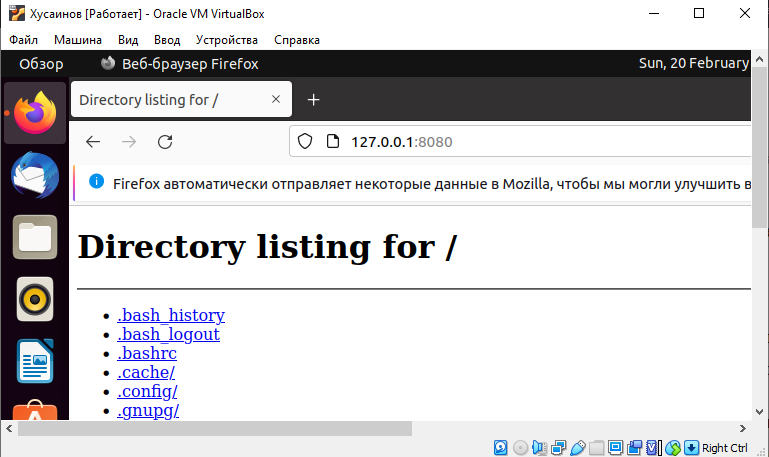 Хусаинов [Работает] - Oracle VM VirtualBox
Файл Машина Вид Ввод Устройства Справка
Обзор Веб-браузер Firefox Sun, 20 February
Directory listing for /
127.0.0.1:8080
Firefox автоматически отправляет некоторые данные в Mozilla, чтобы мы могли улучшить в
Directory listing for /
.bash_history
.bash_logout
.bashrc
.cache/
.config/
.gnupg/
Right Ctrl